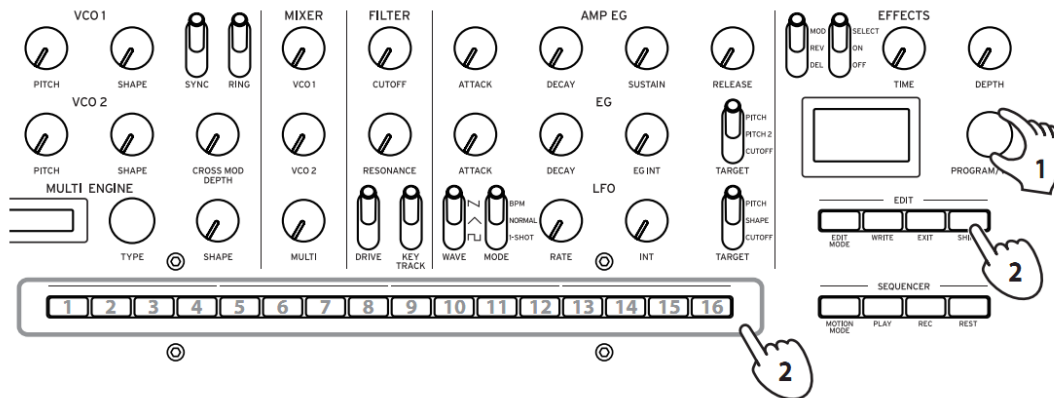 VCO 1 MIXER FILTER AMP EG EFFECTS
MOD SELECT
REV ON
DEL OFF
PITCH SHAPE SYNC RING VCO 1 CUTOFF ATTACK DECAY SUSTAIN RELEASE TIME DEPTH
VCO 2 EG
PITCH
PITCH 2
CUTOFF
1
PITCH SHAPE CROSS MOD DEPTH VCO 2 RESONANCE ATTACK DECAY EG INT TARGET PROGRAM/
MULTI ENGINE LFO
BPM PITCH
NORMAL SHAPE
1-SHOT CUTOFF
EDIT
EDIT MODE WRITE EXIT
TYPE SHAPE MULTI DRIVE KEY TRACK WAVE MODE RATE INT TARGET
2
SEQUENCER
1 2 3 4 5 6 7 8 9 10 11 12 13 14 15 16
MOTION MODE PLAY REC REST
2